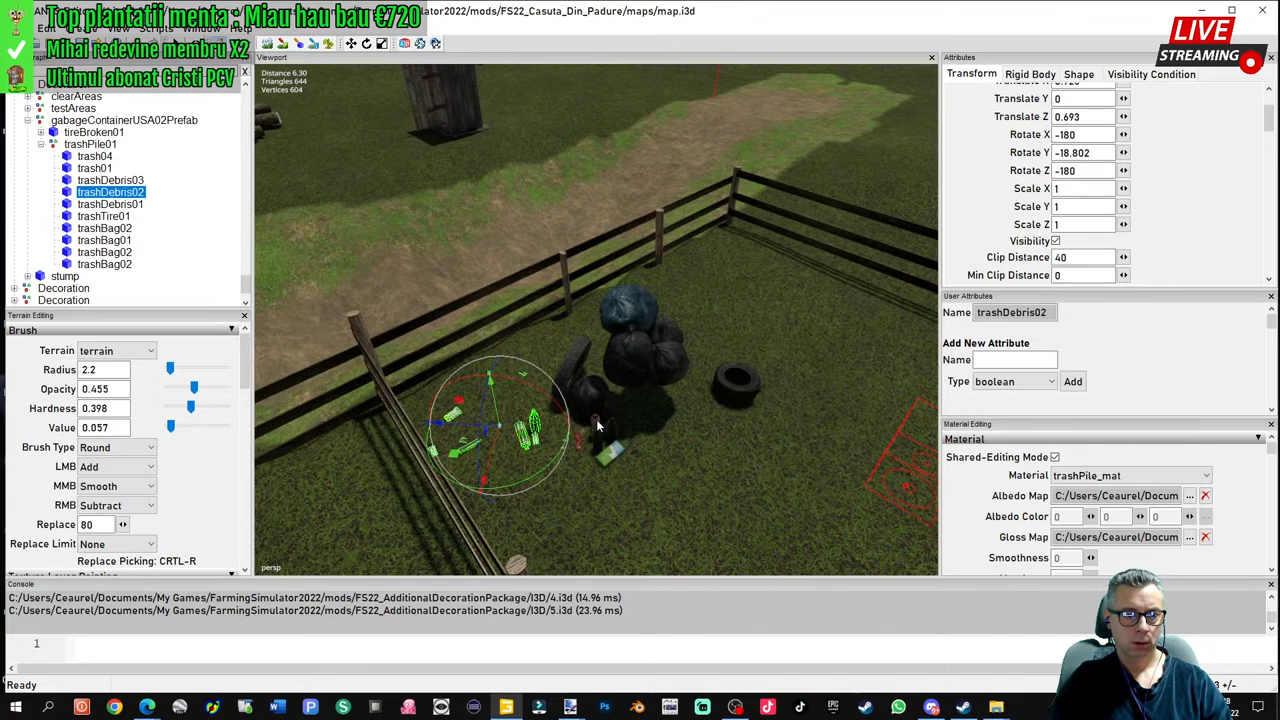 Top plantatii menta : Miau hau bau €720
Mihai redevine membru X2
Ultimul abonat Cristi PCV
Litoral2022/mods/FS22_Casuta_Din_Padure/maps/map.i3d
LIVE
STREAMING
Viewport
Attributes
clearAreas
testAreas
gabageContainerUSA02Prefab
tireBroken01
trashPile01
trash04
trash01
trashDebris03
trashDebris02
trashDebris01
trashTire01
trashBag02
trashBag01
trashBag02
trashBag02
stump
Decoration
Decoration
Distance 6.30
Triangles 644
Vertices 604
persp
Transform
Rigid Body
Shape
Visibility Condition
Translate Y 0
Translate Z 0.693
Rotate X -180
Rotate Y -18.802
Rotate Z -180
Scale X 1
Scale Y 1
Scale Z 1
Visibility
Clip Distance 40
Min Clip Distance 0
User Attributes
Name trashDebris02
Add New Attribute
Name
Type boolean Add
Material Editing
Material
Shared-Editing Mode
Material trashPile_mat
Albedo Map C:/Users/Ceaurel/Docum ...
Albedo Color 0 0 0 ...
Gloss Map C:/Users/Ceaurel/Docum ...
Smoothness 0
Terrain Editing
Brush
Terrain terrain
Radius 2.2
Opacity 0.455
Hardness 0.398
Value 0.057
Brush Type Round
LMB Add
MMB Smooth
RMB Subtract
Replace 80
Replace Limit None
Replace Picking: CRTL-R
Console
C:/Users/Ceaurel/Documents/My Games/FarmingSimulator2022/mods/FS22_AdditionalDecorationPackage/I3D/4.i3d (14.96 ms)
C:/Users/Ceaurel/Documents/My Games/FarmingSimulator2022/mods/FS22_AdditionalDecorationPackage/I3D/5.i3d (23.96 ms)
1
Ready